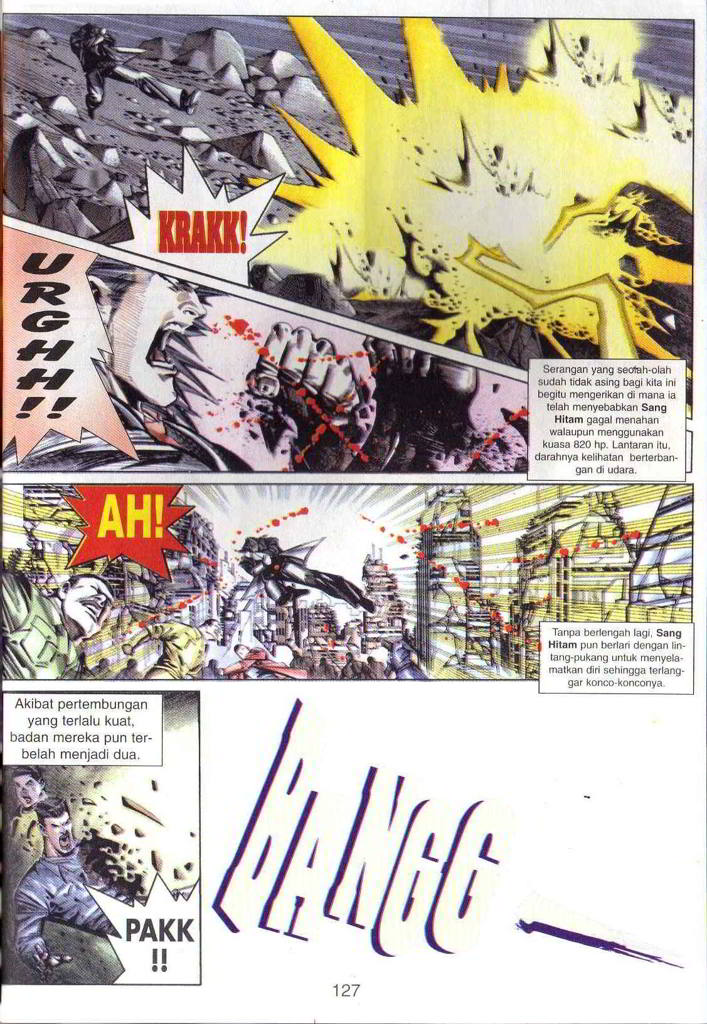 KRAKK!
URGHH!!
Serangan yang seolah-olah
sudah tidak asing bagi kita ini
begitu mengerikan di mana ia
telah menyebabkan Sang
Hitam gagal menahan
walaupun menggunakan
kuasa 820 hp. Lantaran itu,
darahnya kelihatan berterban-
gan di udara.
AH!
Tanpa berlengah lagi, Sang
Hitam pun berlari dengan lin-
tang-pukang untuk menyela-
matkan diri sehingga terlang-
gar konco-konconya.
Akibat pertembungan
yang terlalu kuat,
badan mereka pun ter-
belah menjadi dua.
PAKK
!!
BANGG
127